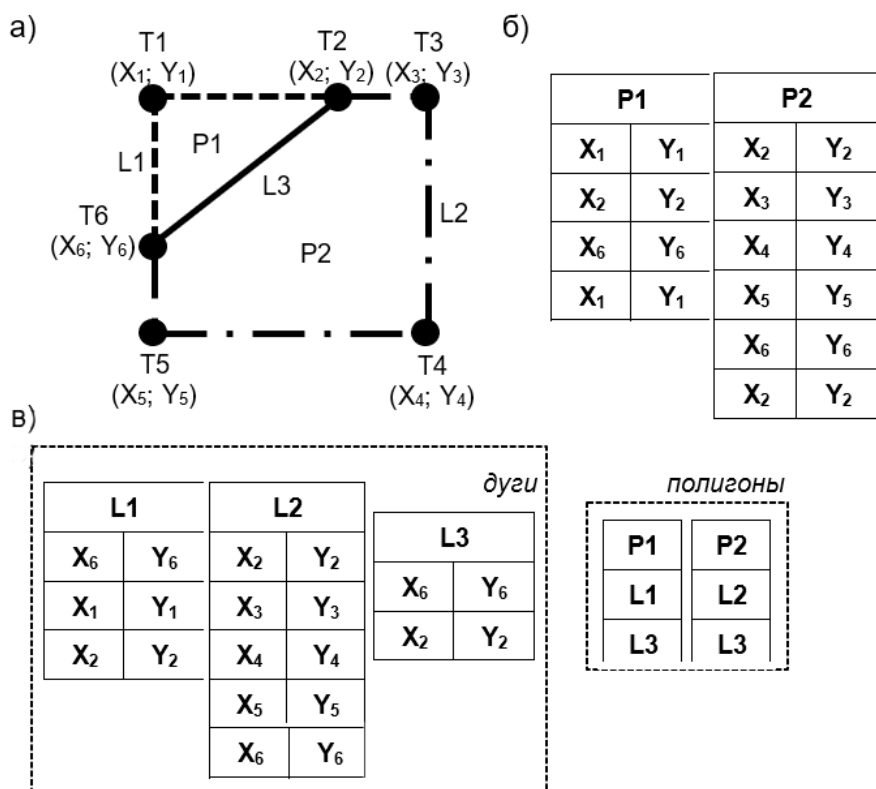 а)
T1
(X₁; Y₁)
T2
(X₂; Y₂)
T3
(X₃; Y₃)
P1
L1
L3
L2
T6
(X₆; Y₆)
P2
T5
(X₅; Y₅)
T4
(X₄; Y₄)
б)
P1
X₁ Y₁
X₂ Y₂
X₆ Y₆
X₁ Y₁
P2
X₂ Y₂
X₃ Y₃
X₄ Y₄
X₅ Y₅
X₆ Y₆
X₂ Y₂
в)
дуги
L1
X₆ Y₆
X₁ Y₁
X₂ Y₂
L2
X₂ Y₂
X₃ Y₃
X₄ Y₄
X₅ Y₅
X₆ Y₆
L3
X₆ Y₆
X₂ Y₂
полигоны
P1 P2
L1 L2
L3 L3